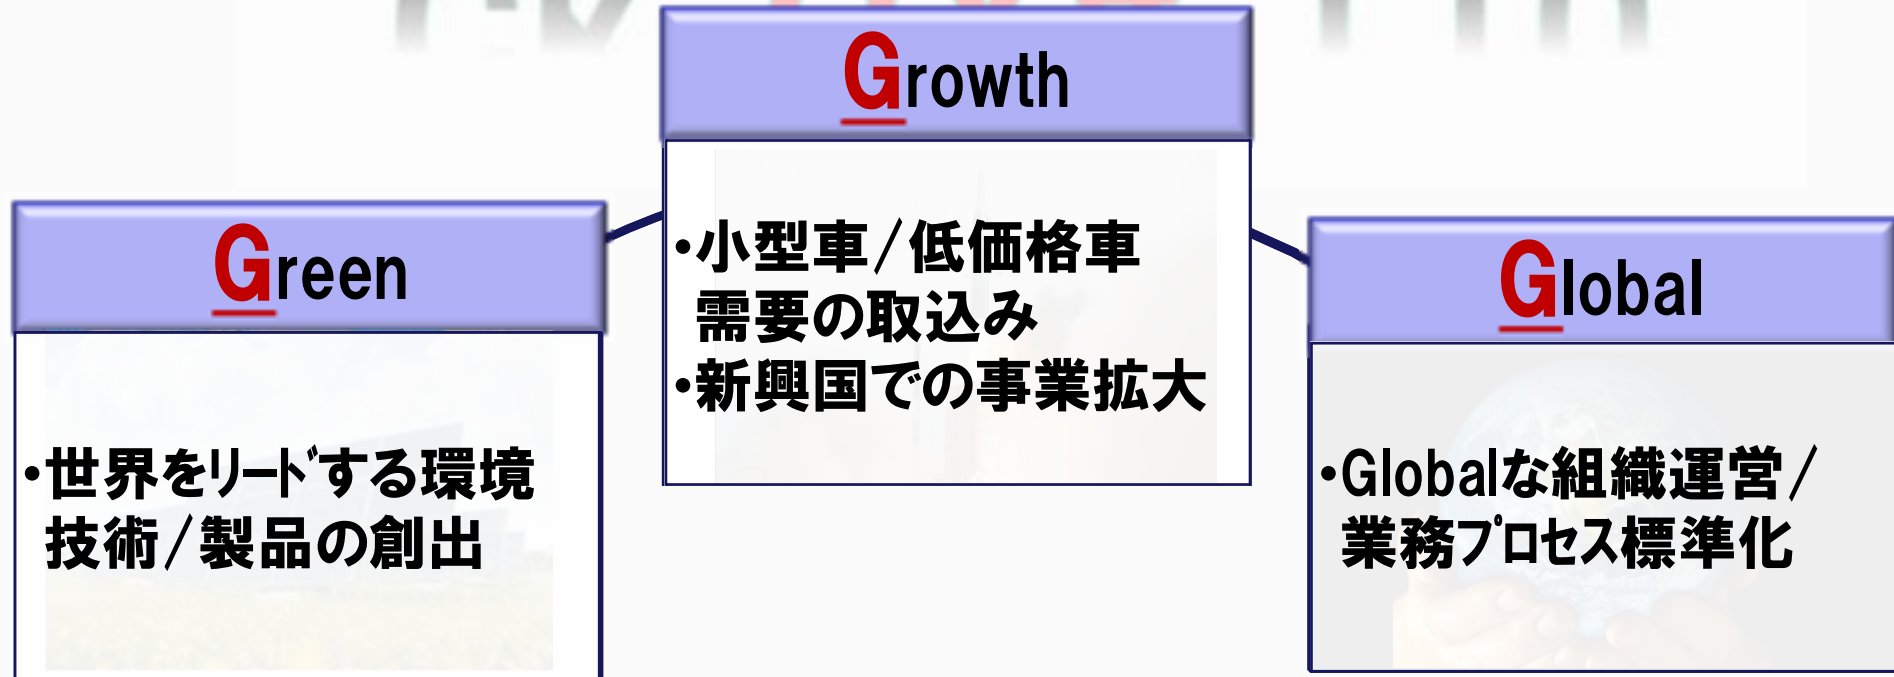 Growth
・小型車/低価格車
需要の取込み
・新興国での事業拡大
Green
・世界をリードする環境
技術/製品の創出
Global
・Globalな組織運営/
業務プロセス標準化